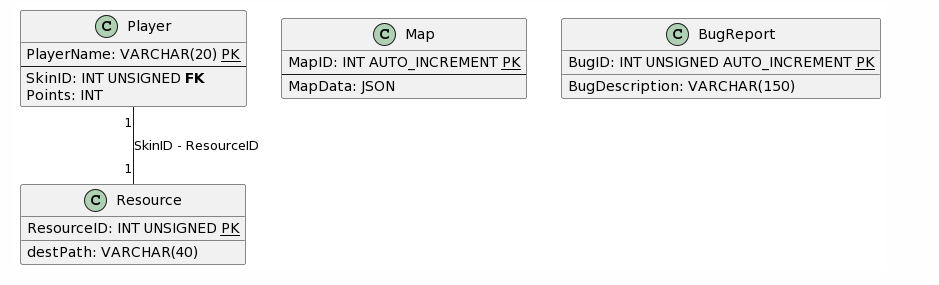 C Player
PlayerName: VARCHAR(20) PK
SkinID: INT UNSIGNED FK
Points: INT
1
SkinID - ResourceID
1
C Resource
ResourceID: INT UNSIGNED PK
destPath: VARCHAR(40)
C Map
MapID: INT AUTO_INCREMENT PK
MapData: JSON
C BugReport
BugID: INT UNSIGNED AUTO_INCREMENT PK
BugDescription: VARCHAR(150)